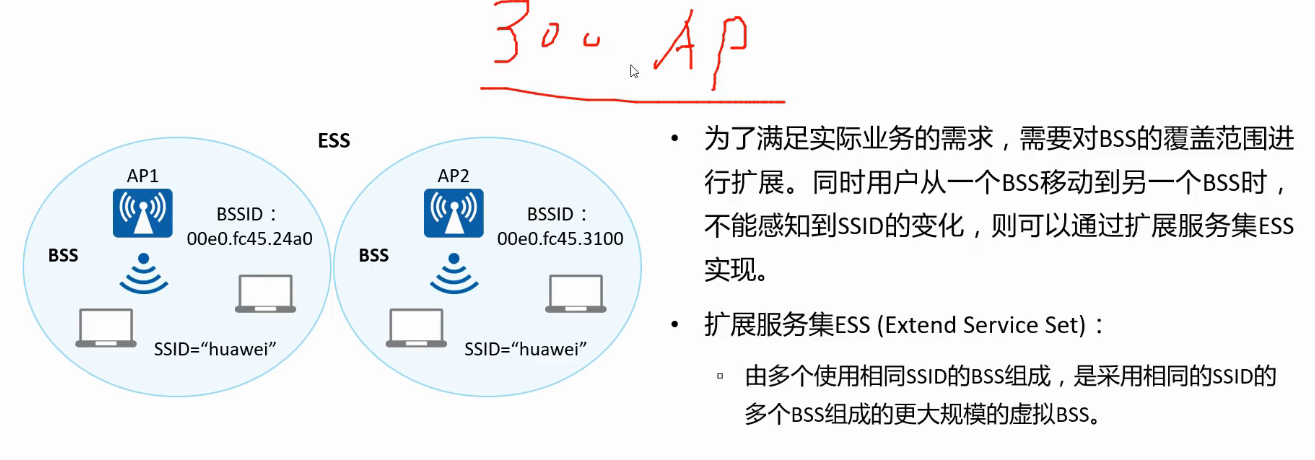 300 AP
ESS
AP1
BSSID：
00e0.fc45.24a0
BSS
SSID=“huawei”
AP2
BSSID：
00e0.fc45.3100
BSS
SSID=“huawei”
• 为了满足实际业务的需求，需要对BSS的覆盖范围进
行扩展。同时用户从一个BSS移动到另一个BSS时，
不能感知到SSID的变化，则可以通过扩展服务集ESS
实现。
• 扩展服务集ESS (Extend Service Set)：
▫ 由多个使用相同SSID的BSS组成，是采用相同的SSID的
多个BSS组成的更大规模的虚拟BSS。